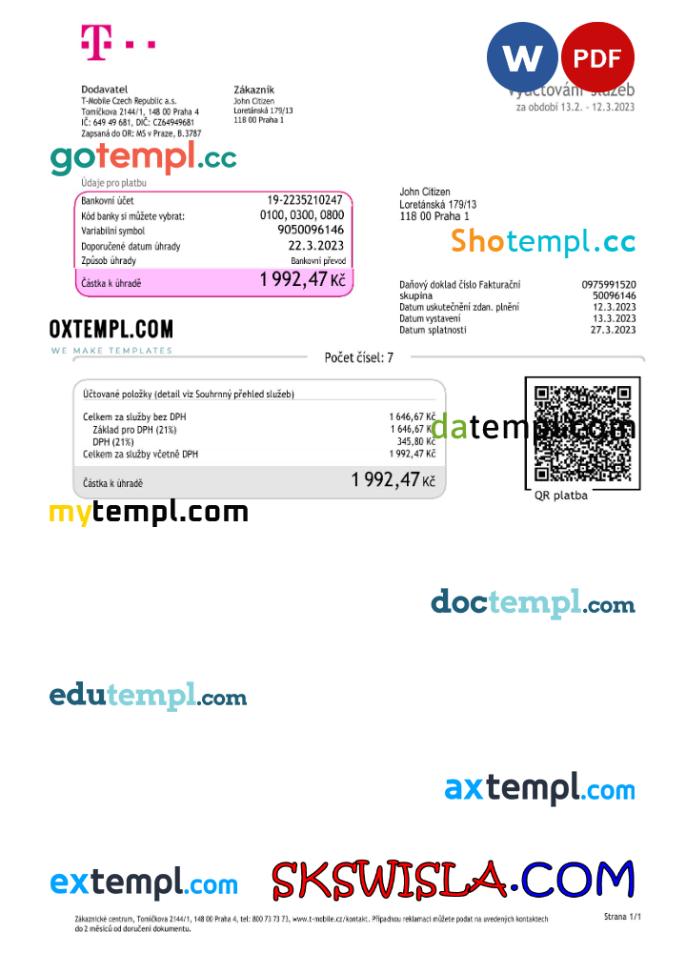 T
W PDF
Vyúčtování služeb
za období 13.2. - 12.3.2023
Dodavatel
T-Mobile Czech Republic a.s.
Tomíčkova 2144/1, 148 00 Praha 4
IČ: 649 49 681, DIČ: CZ64949681
Zapsaná do OR: MS v Praze, B.3787
Zákazník
John Citizen
Loretánská 179/13
118 00 Praha 1
gotempl.cc
Údaje pro platbu
Bankovní účet 19-2235210247
Kód banky si můžete vybrat: 0100, 0300, 0800
Variabilní symbol 9050096146
Doporučené datum úhrady 22.3.2023
Způsob úhrady Bankovní převod
Částka k úhradě 1 992,47 Kč
John Citizen
Loretánská 179/13
118 00 Praha 1
Shotempl.cc
Daňový doklad číslo Fakturační 0975991520
skupina 50096146
Datum uskutečnění zdan. plnění 12.3.2023
Datum vystavení 13.3.2023
Datum splatnosti 27.3.2023
OXTEMPL.COM
WE MAKE TEMPLATES
Počet čísel: 7
Účtované položky (detail viz Souhrnný přehled služeb)
Celkem za služby bez DPH 1 646,67 Kč
Základ pro DPH (21%) 1 646,67 Kč
DPH (21%) 345,80 Kč
Celkem za služby včetně DPH 1 992,47 Kč
Částka k úhradě 1 992,47 Kč
datempl.com
QR platba
mytempl.com
doctempl.com
edutempl.com
axtempl.com
extempl.com
SKSWISLA.COM
Zákaznické centrum, Tomíčkova 2144/1, 148 00 Praha 4, tel: 800 73 73 73, www.t-mobile.cz/kontakt. Případnou reklamaci můžete podat na uvedených kontaktech
do 2 měsíců od doručení dokumentu.
Strana 1/1